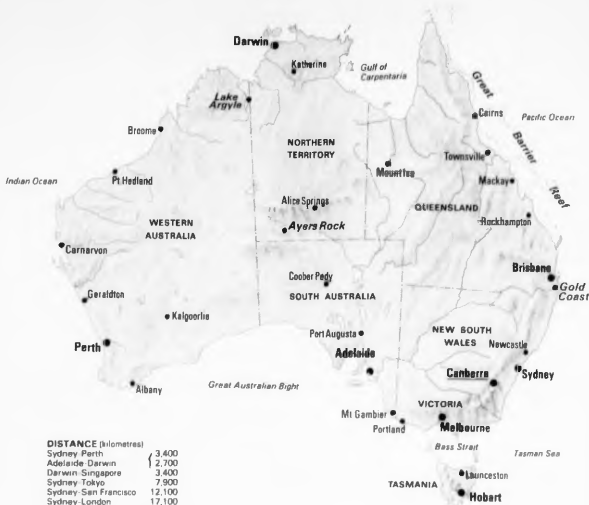 Darwin
Katherine
Gulf of
Carpentaria
Great
Lake
Argyle
Cairns
Pacific Ocean
Broome
Barrier
NORTHERN
TERRITORY
Townsville
Mount Isa
Indian Ocean
Pt. Hedland
Mackay
Reef
Alice Springs
WESTERN
AUSTRALIA
QUEENSLAND
Rockhampton
Ayers Rock
Carnarvon
Coober Pedy
Brisbane
Gold
Coast
Geraldton
SOUTH AUSTRALIA
Kalgoorlie
Port Augusta
NEW SOUTH
WALES
Newcastle
Perth
Adelaide
Canberra
Sydney
Albany
Great Australian Bight
VICTORIA
Mt Gambier
Portland
Melbourne
Bass Strait
Tasman Sea
DISTANCE (kilometres)
Sydney-Perth 3,400
Adelaide-Darwin 2,700
Darwin-Singapore 3,400
Sydney-Tokyo 7,900
Sydney-San Francisco 12,100
Sydney-London 17,100
Launceston
TASMANIA
Hobart